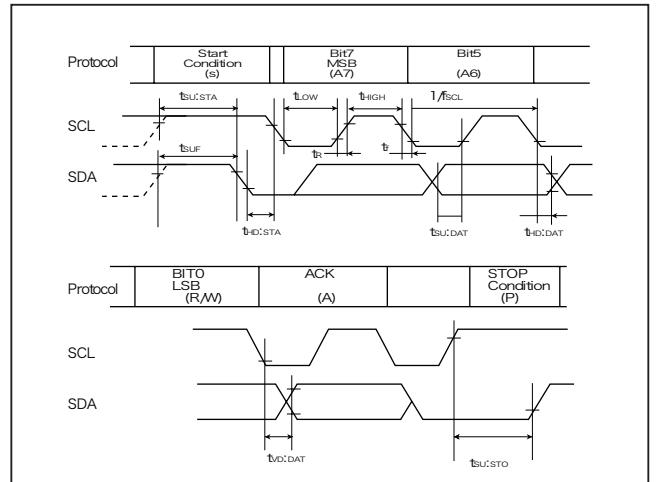 Protocol
Start
Condition
(s)
Bit7
MSB
(A7)
Bit5
(A6)
tSU:STA
tLOW
tHIGH
1/fSCL
SCL
tSUF
tR
tF
SDA
tHD:STA
tSU:DAT
tHD:DAT
Protocol
BIT0
LSB
(R/W)
ACK
(A)
STOP
Condition
(P)
SCL
SDA
tVD:DAT
tSU:STO